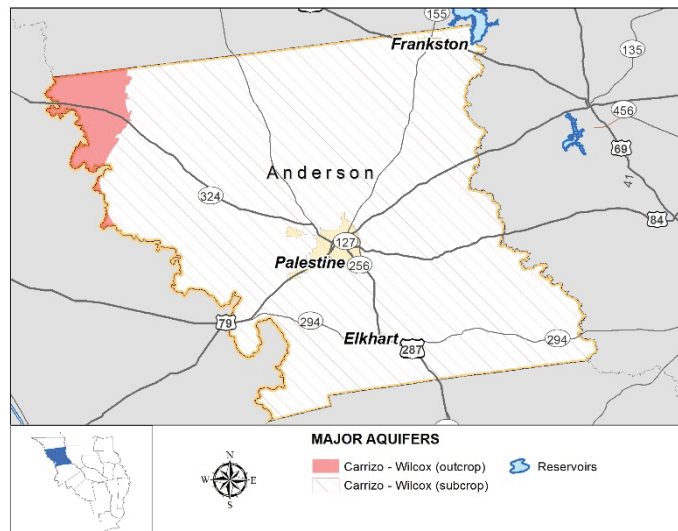 155
Frankston
135
456
69
41
Anderson
324
84
127
Palestine
256
79
294
Elkhart
287
294
MAJOR AQUIFERS
Carrizo - Wilcox (outcrop)
Reservoirs
Carrizo - Wilcox (subcrop)
N
W
E
S